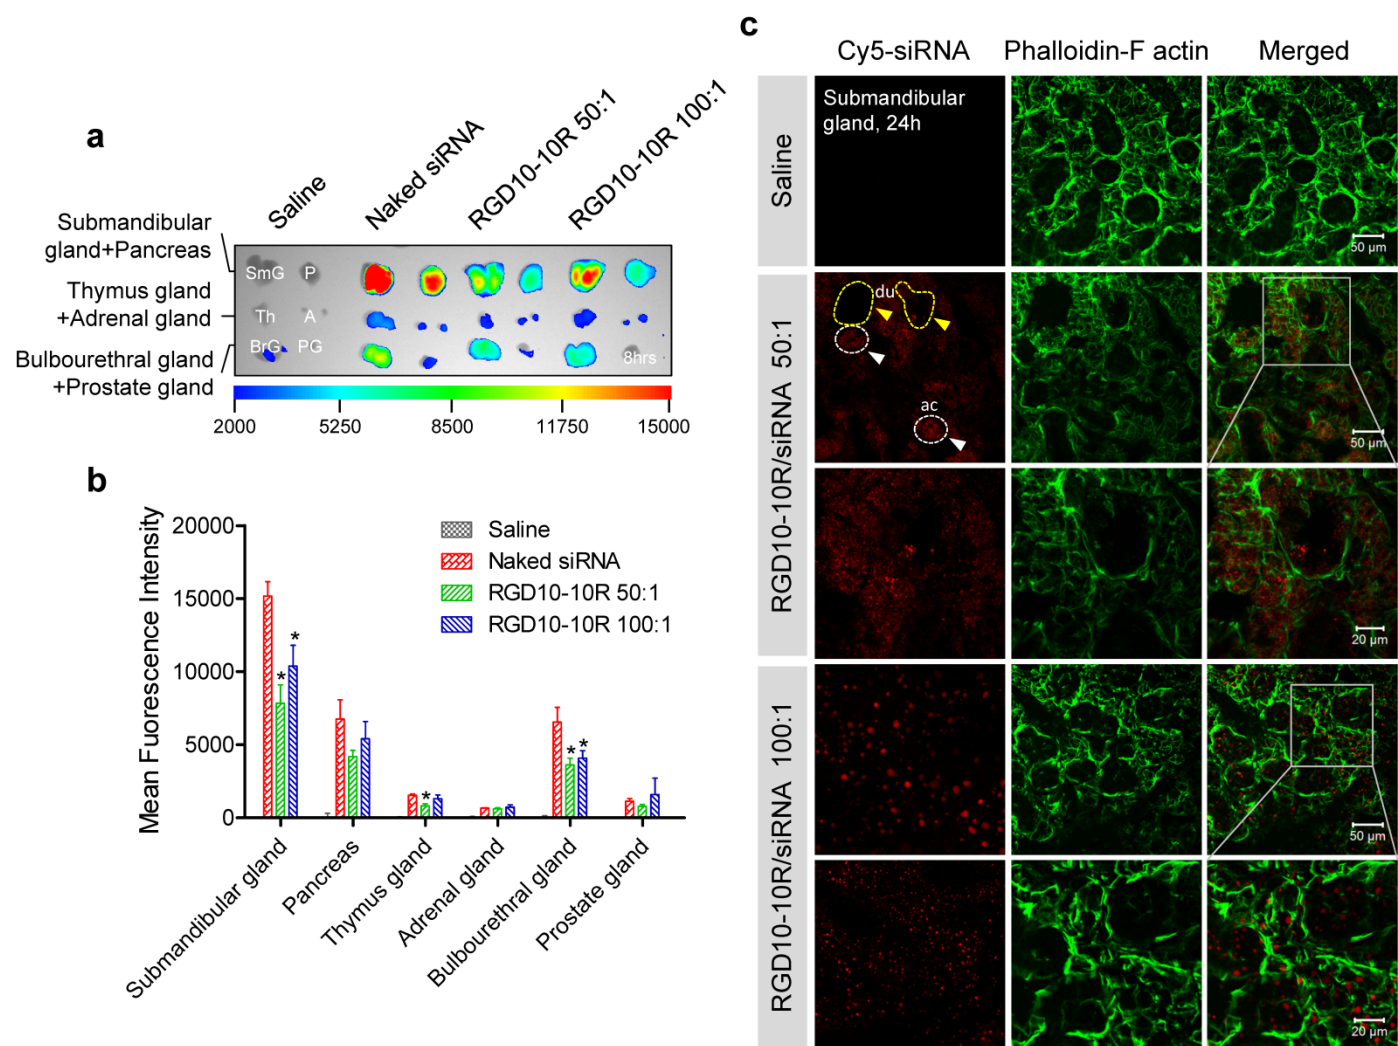 a
Saline
Naked siRNA
RGD10-10R 50:1
RGD10-10R 100:1
Submandibular
gland+Pancreas
Thymus gland
+Adrenal gland
Bulbourethral gland
+Prostate gland
SmG P
Th A
BrG PG
8hrs
2000 5250 8500 11750 15000
b
Mean Fuorescence Intensity
20000
15000
10000
5000
0
Saline
Naked siRNA
RGD10-10R 50:1
RGD10-10R 100:1
* *
*
* *
Submandibular gland
Pancreas
Thymus gland
Adrenal gland
Bulbourethral gland
Prostate gland
c
Cy5-siRNA Phalloidin-F actin Merged
Saline
Submandibular
gland, 24h
50 µm
RGD10-10R/siRNA 50:1
du
ac
50 µm
20 µm
RGD10-10R/siRNA 100:1
50 µm
20 µm